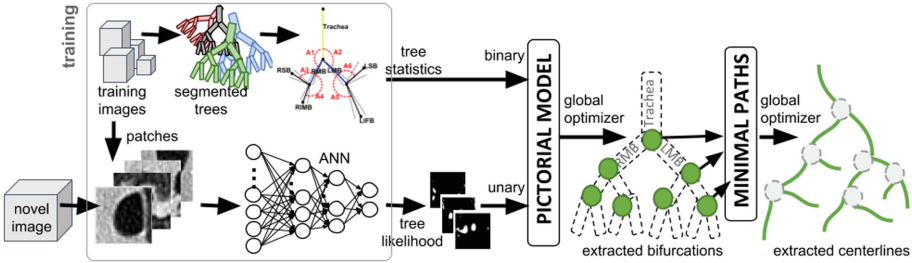 training
training
images
segmented
trees
Trachea
A1
A2
RSB
A3
RMB
LMB
A6
LSB
A4
A5
RIMB
LIFB
tree
statistics
binary
patches
novel
image
ANN
tree
likelihood
unary
PICTORIAL MODEL
global
optimizer
Trachea
RMB
LMB
extracted bifurcations
MINIMAL PATHS
global
optimizer
extracted centerlines